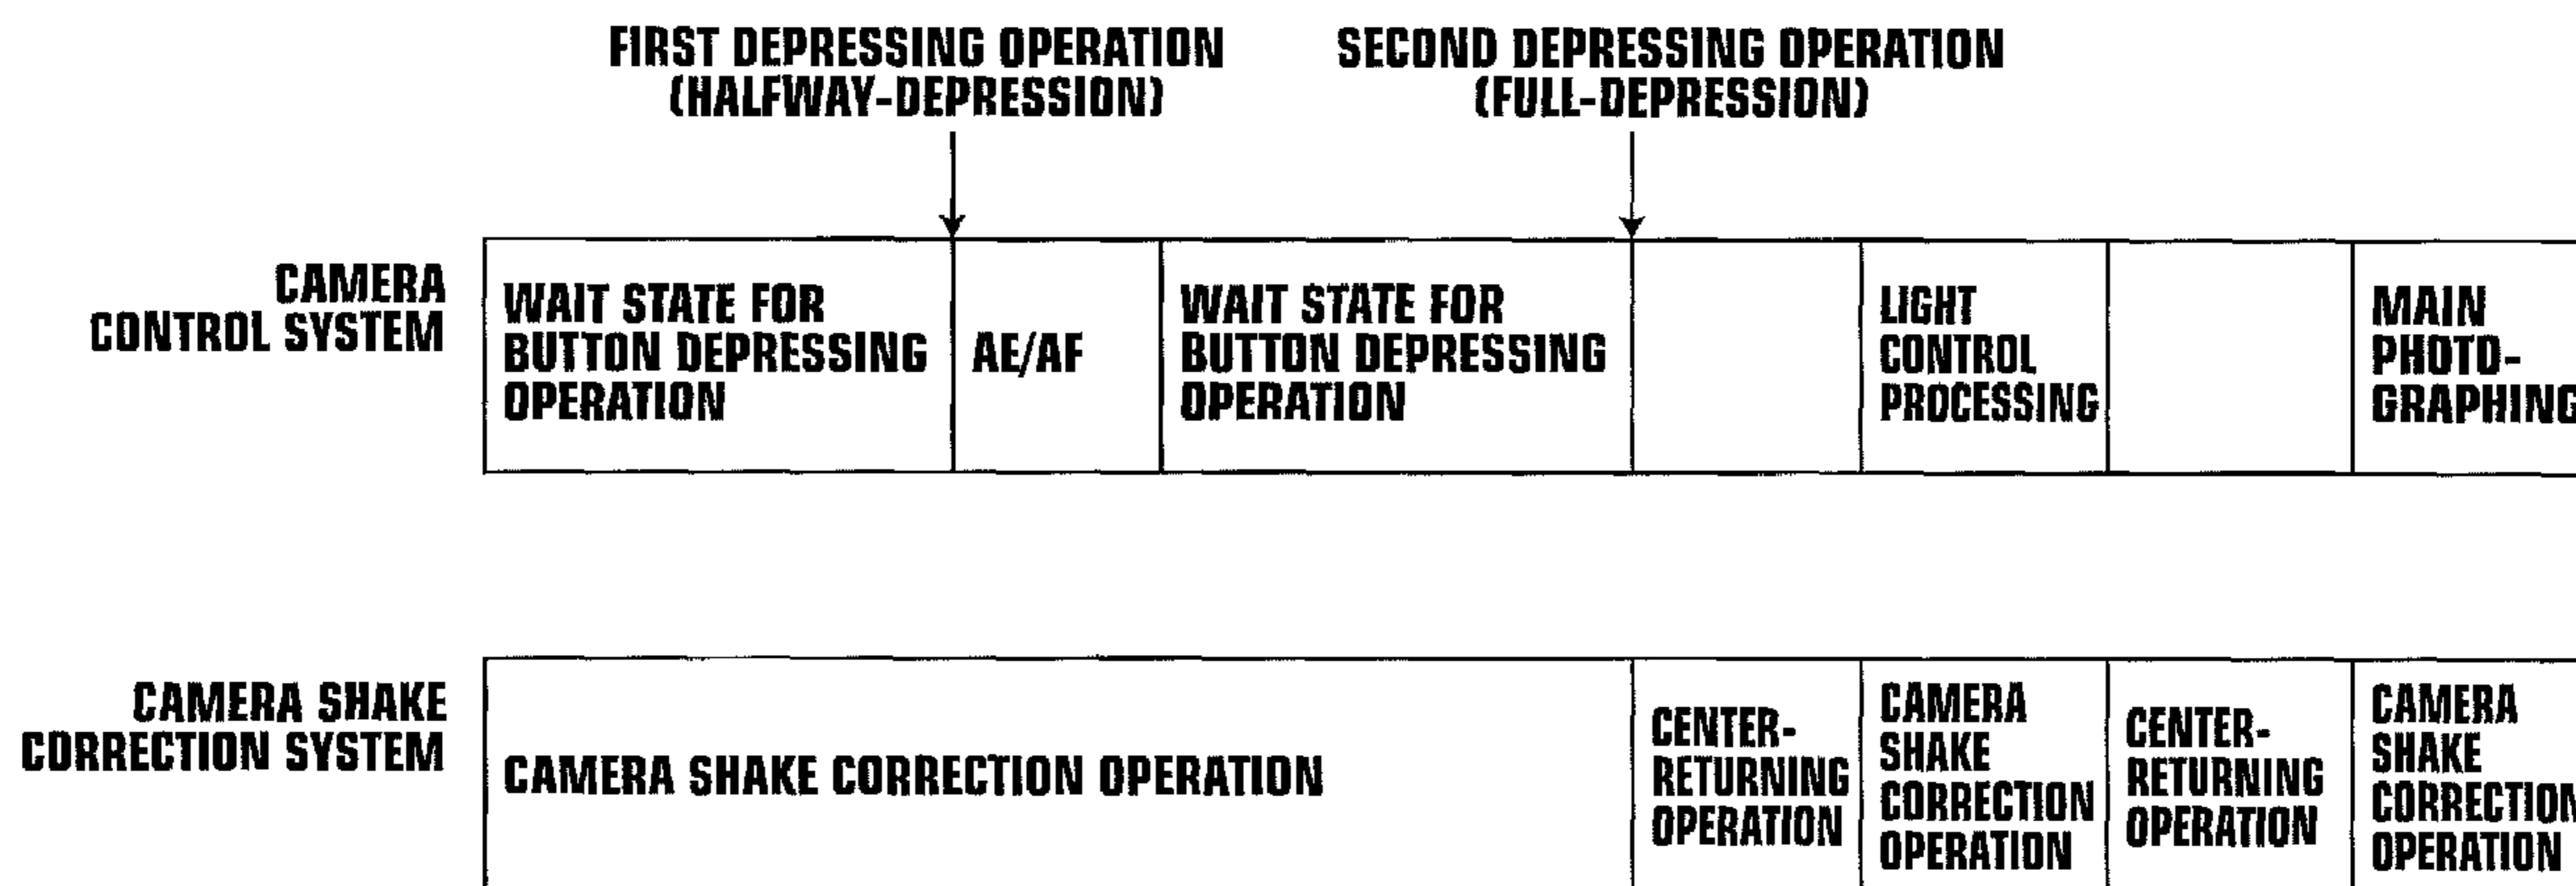 FIRST DEPRESSING OPERATION
(HALFWAY-DEPRESSION)
SECOND DEPRESSING OPERATION
(FULL-DEPRESSION)
CAMERA
CONTROL SYSTEM
WAIT STATE FOR
BUTTON DEPRESSING
OPERATION
AE/AF
WAIT STATE FOR
BUTTON DEPRESSING
OPERATION
LIGHT
CONTROL
PROCESSING
MAIN
PHOTO-
GRAPHING
CAMERA SHAKE
CORRECTION SYSTEM
CAMERA SHAKE CORRECTION OPERATION
CENTER-
RETURNING
OPERATION
CAMERA
SHAKE
CORRECTION
OPERATION
CENTER-
RETURNING
OPERATION
CAMERA
SHAKE
CORRECTION
OPERATION